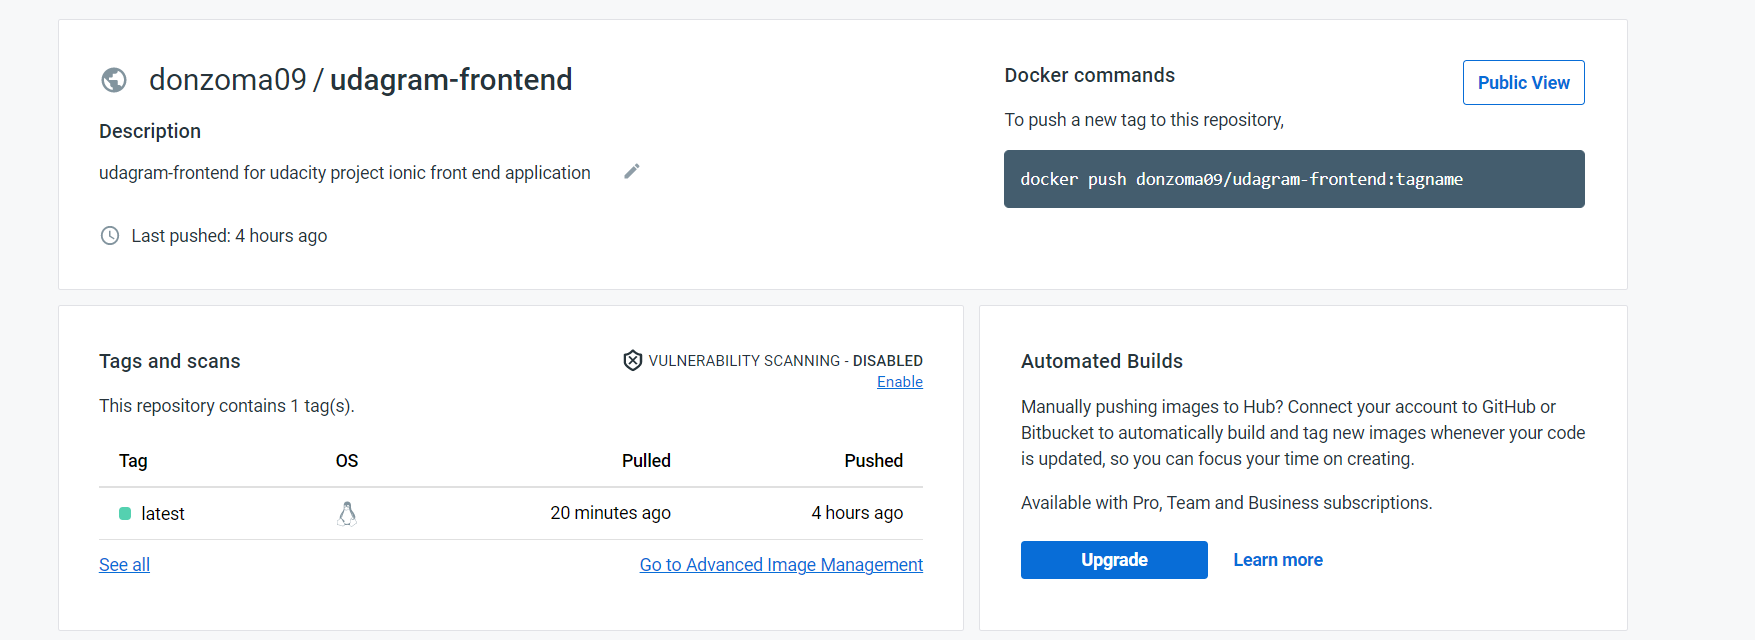 donzoma09 / udagram-frontend
Description
udagram-frontend for udacity project ionic front end application
Last pushed: 4 hours ago
Docker commands
Public View
To push a new tag to this repository,
docker push donzoma09/udagram-frontend:tagname
Tags and scans
VULNERABILITY SCANNING - DISABLED
Enable
This repository contains 1 tag(s).
Tag OS Pulled Pushed
latest 20 minutes ago 4 hours ago
See all Go to Advanced Image Management
Automated Builds
Manually pushing images to Hub? Connect your account to GitHub or
Bitbucket to automatically build and tag new images whenever your code
is updated, so you can focus your time on creating.
Available with Pro, Team and Business subscriptions.
Upgrade Learn more